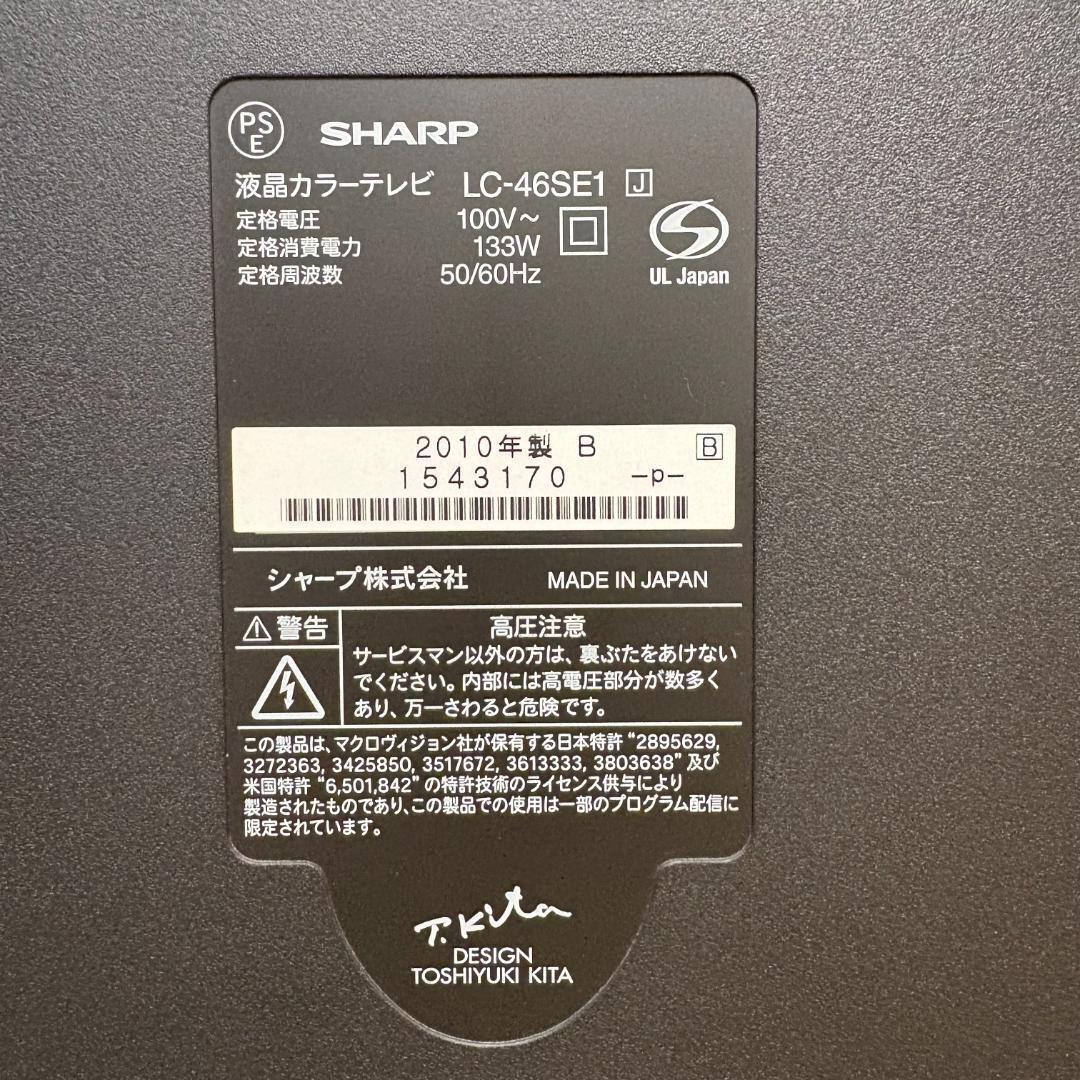 PSE SHARP
液晶カラーテレビ LC-46SE1 J
定格電圧 100V~
定格消費電力 133W
定格周波数 50/60Hz
UL Japan
2010年製 B B
1543170 -p-
シャープ株式会社 MADE IN JAPAN
⚠警告
高圧注意
サービスマン以外の方は、裏ぶたをあけない
でください。内部には高電圧部分が数多く
あり、万一さわると危険です。
この製品は、マクロヴィジョン社が保有する日本特許 “2895629,
3272363, 3425850, 3517672, 3613333, 3803638” 及び
米国特許 “6,501,842” の特許技術のライセンス供与により
製造されたものであり、この製品での使用は一部のプログラム配信に
限定されています。
T.Kita
DESIGN
TOSHIYUKI KITA